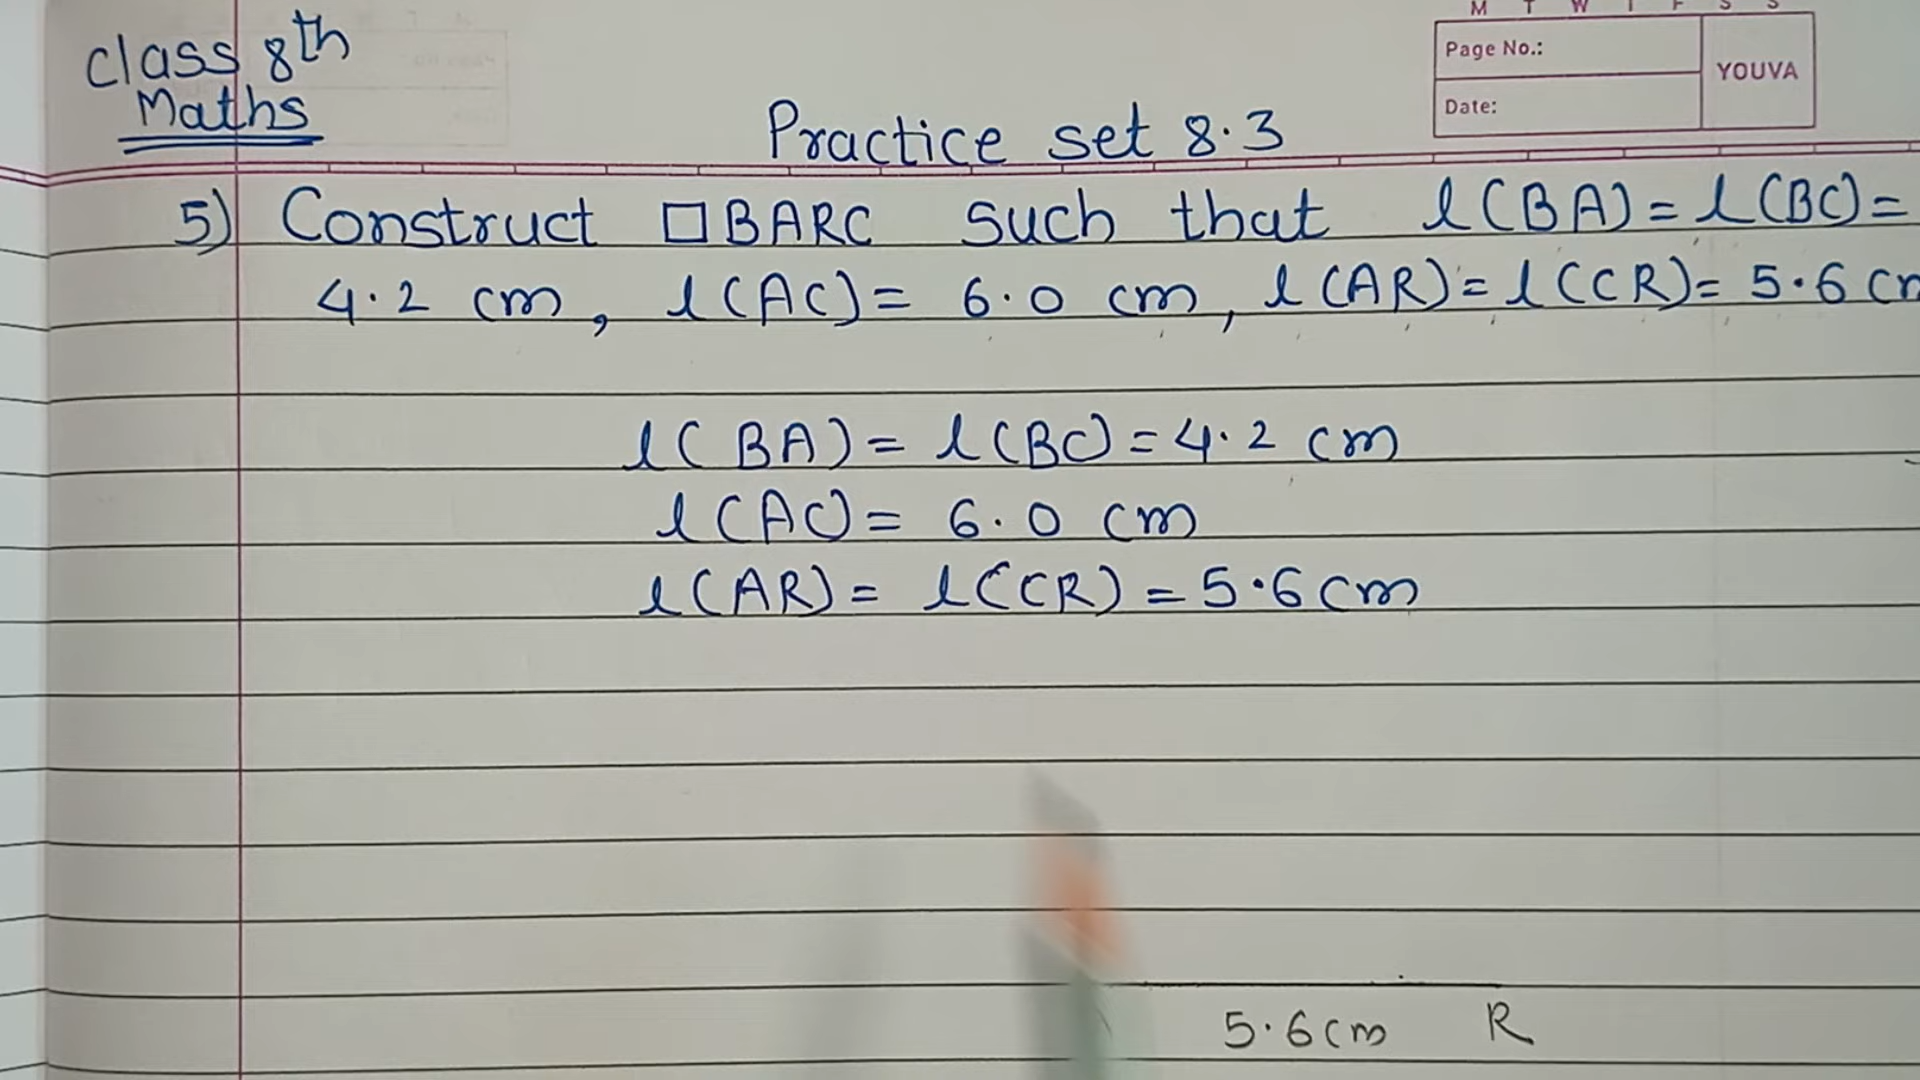 M T W T F S S
Page No.:
YOUVA
Date:
Class 8th
Maths
Practice set 8.3
5) Construct □BARC such that l(BA) = l(BC) =
4.2 cm, l(AC) = 6.0 cm, l(AR) = l(CR) = 5.6 cm
l(BA) = l(BC) = 4.2 cm
l(AC) = 6.0 cm
l(AR) = l(CR) = 5.6 cm
5.6 cm R